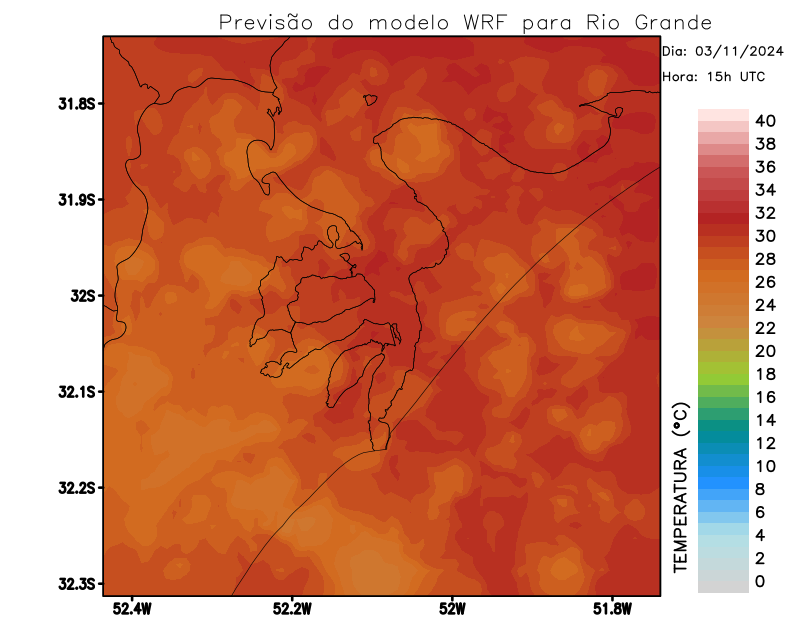 Previsão do modelo WRF para Rio Grande
Dia: 03/11/2024
Hora: 15h UTC
31.8S
31.9S
32S
32.1S
32.2S
32.3S
52.4W
52.2W
52W
51.8W
TEMPERATURA (°C)
40
38
36
34
32
30
28
26
24
22
20
18
16
14
12
10
8
6
4
2
0